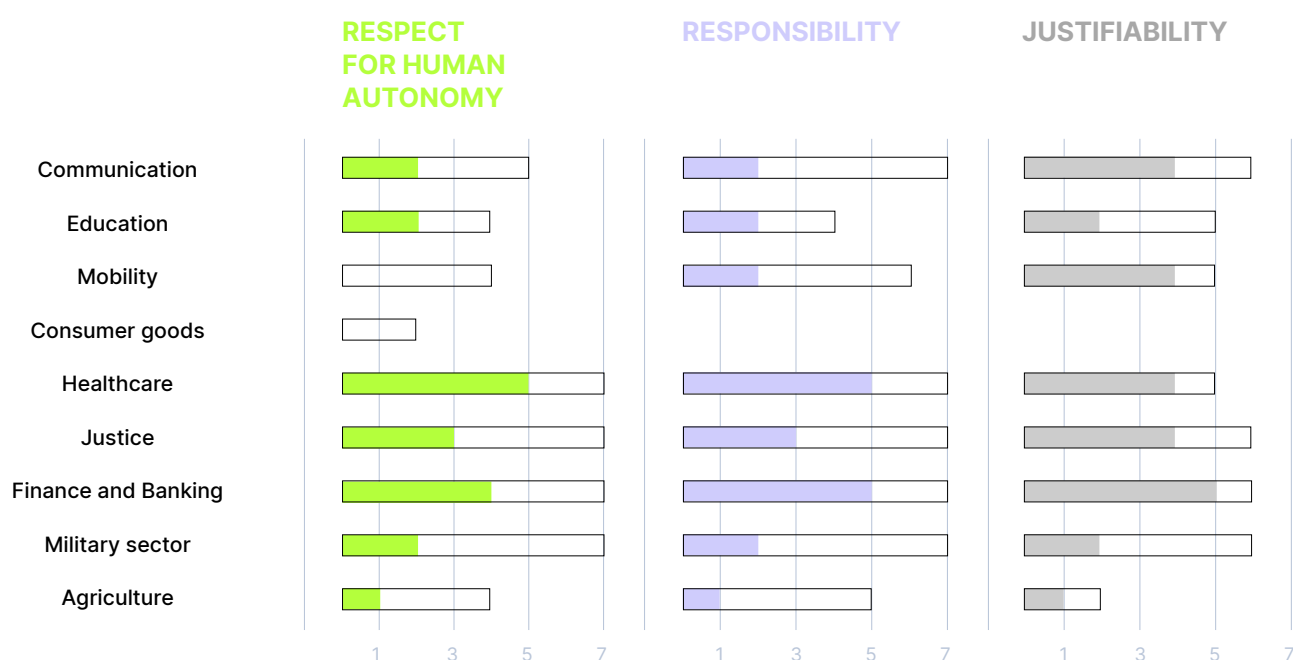 RESPECT
FOR HUMAN
AUTONOMY
RESPONSIBILITY
JUSTIFIABILITY
Communication
Education
Mobility
Consumer goods
Healthcare
Justice
Finance and Banking
Military sector
Agriculture
1 3 5 7
1 3 5 7
1 3 5 7